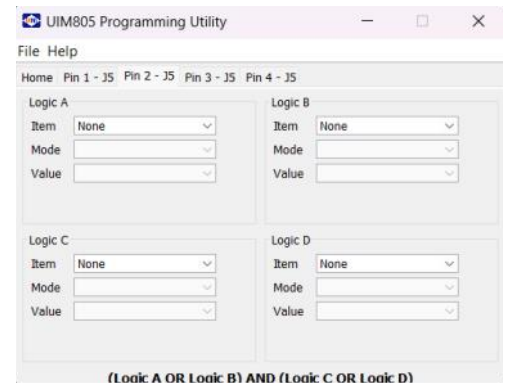 UIM805 Programming Utility
File Help
Home Pin 1 - J5 Pin 2 - J5 Pin 3 - J5 Pin 4 - J5
Logic A
Item None
Mode
Value
Logic B
Item None
Mode
Value
Logic C
Item None
Mode
Value
Logic D
Item None
Mode
Value
(Logic A OR Logic B) AND (Logic C OR Logic D)